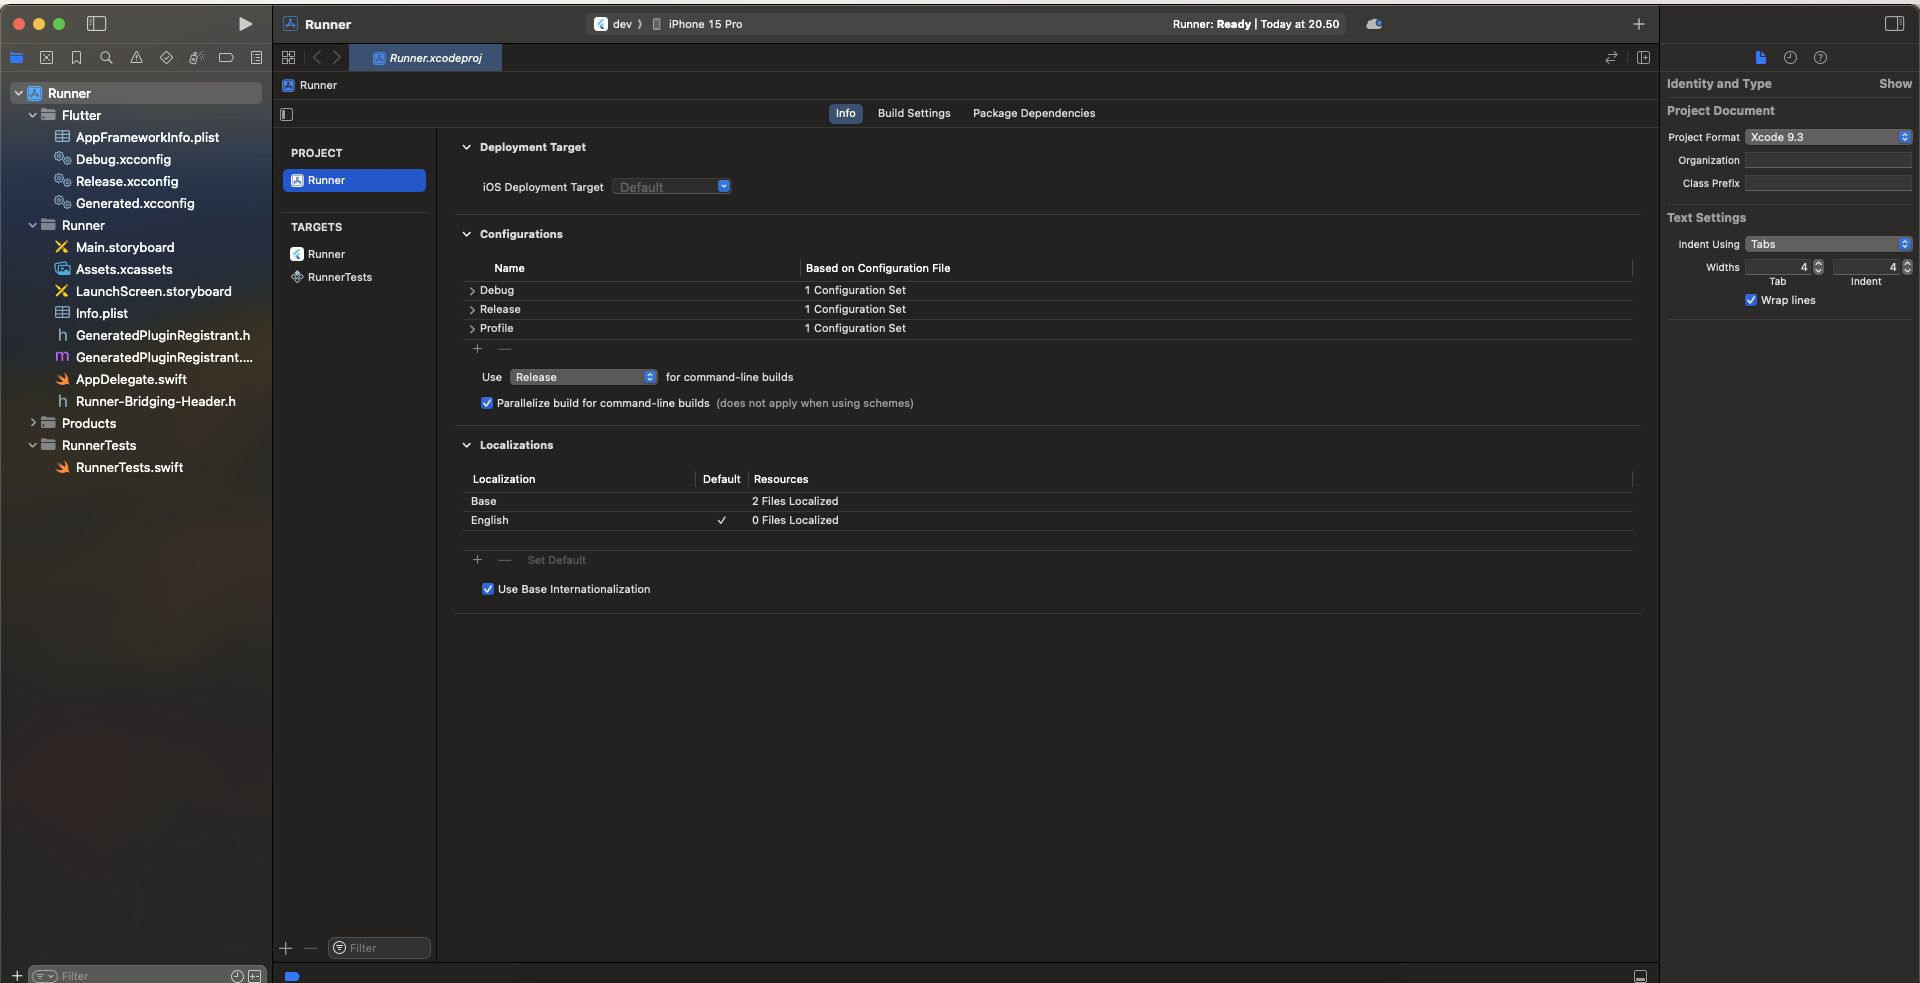 Runner
dev
iPhone 15 Pro
Runner: Ready | Today at 20.50
Runner.xcodeproj
Runner
Info
Build Settings
Package Dependencies
Runner
Flutter
AppFrameworkInfo.plist
Debug.xcconfig
Release.xcconfig
Generated.xcconfig
Runner
Main.storyboard
Assets.xcassets
LaunchScreen.storyboard
Info.plist
GeneratedPluginRegistrant.h
GeneratedPluginRegistrant....
AppDelegate.swift
Runner-Bridging-Header.h
Products
RunnerTests
RunnerTests.swift
Filter
PROJECT
Runner
TARGETS
Runner
RunnerTests
Filter
Deployment Target
iOS Deployment Target Default
Configurations
Name Based on Configuration File
Debug 1 Configuration Set
Release 1 Configuration Set
Profile 1 Configuration Set
Use Release for command-line builds
Parallelize build for command-line builds (does not apply when using schemes)
Localizations
Localization Default Resources
Base 2 Files Localized
English 0 Files Localized
Set Default
Use Base Internationalization
Identity and Type Show
Project Document
Project Format Xcode 9.3
Organization
Class Prefix
Text Settings
Indent Using Tabs
Widths 4 4
Tab Indent
Wrap lines